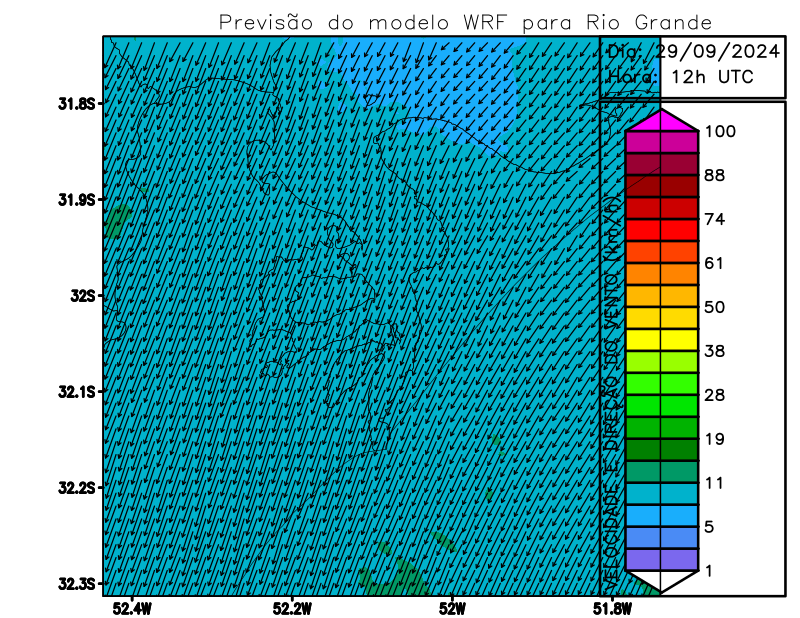 Previsão do modelo WRF para Rio Grande
Dia: 29/09/2024
Hora: 12h UTC
31.8S
31.9S
32S
32.1S
32.2S
32.3S
52.4W
52.2W
52W
51.8W
VELOCIDADE E DIREÇÃO DO VENTO (km/h)
100
88
74
61
50
38
28
19
11
5
1